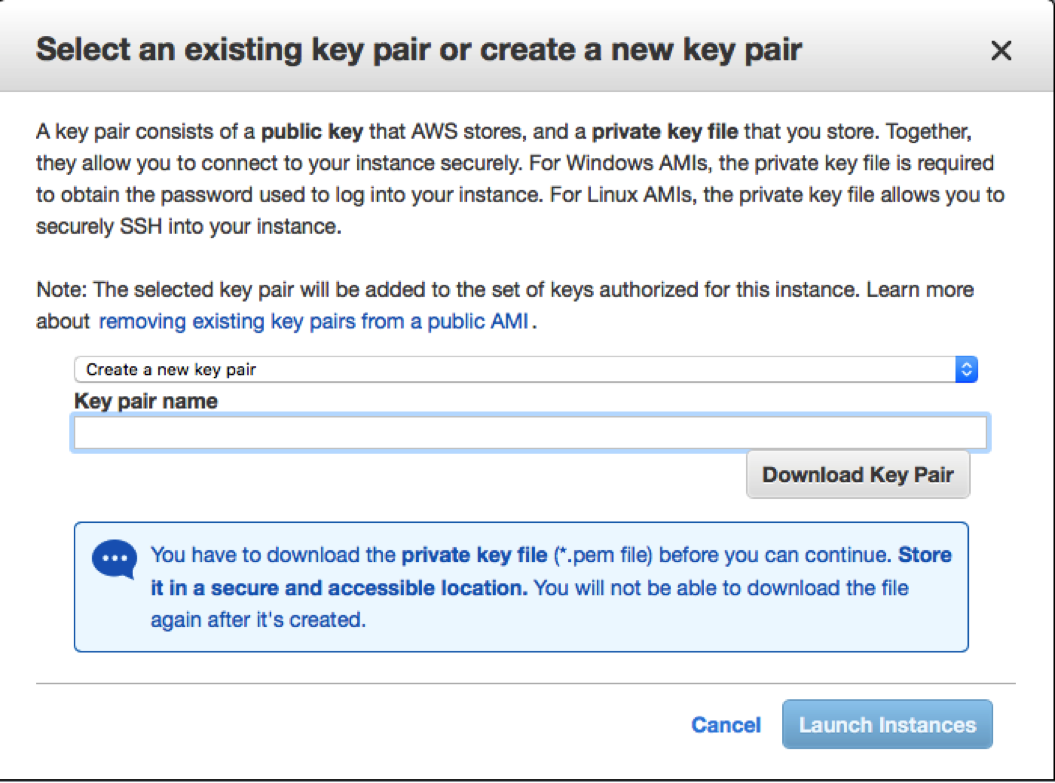 Select an existing key pair or create a new key pair
A key pair consists of a public key that AWS stores, and a private key file that you store. Together,
they allow you to connect to your instance securely. For Windows AMIs, the private key file is required
to obtain the password used to log into your instance. For Linux AMIs, the private key file allows you to
securely SSH into your instance.
Note: The selected key pair will be added to the set of keys authorized for this instance. Learn more
about removing existing key pairs from a public AMI.
Create a new key pair
Key pair name
Download Key Pair
You have to download the private key file (*.pem file) before you can continue. Store
it in a secure and accessible location. You will not be able to download the file
again after it's created.
Cancel
Launch Instances